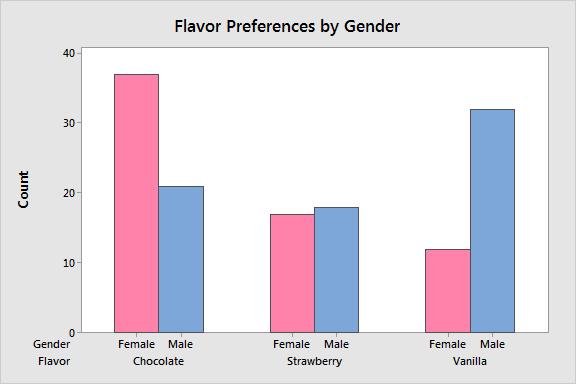 Flavor Preferences by Gender
40
30
20
10
0
Count
Gender Female Male Female Male Female Male
Flavor Chocolate Strawberry Vanilla